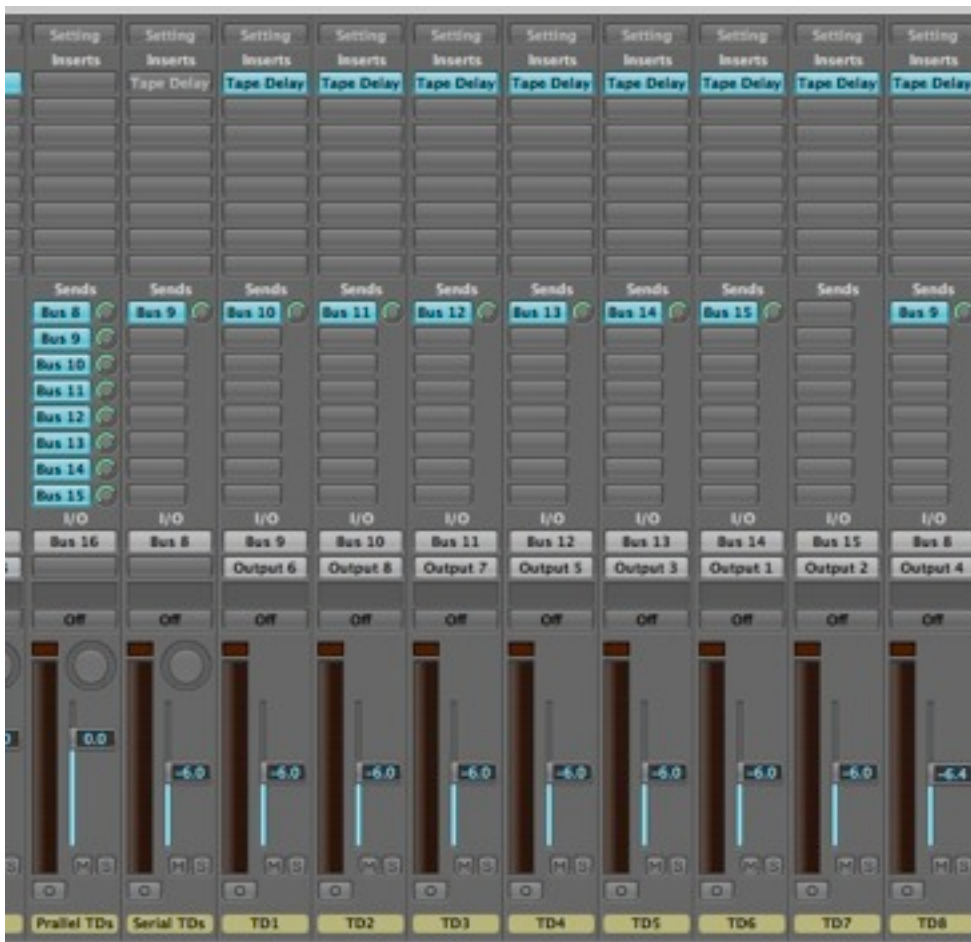 Setting Setting Setting Setting Setting Setting Setting Setting Setting Setting
Inserts Inserts Inserts Inserts Inserts Inserts Inserts Inserts Inserts Inserts
Tape Delay Tape Delay Tape Delay Tape Delay Tape Delay Tape Delay Tape Delay Tape Delay Tape Delay
Sends Sends Sends Sends Sends Sends Sends Sends Sends Sends
Bus 8 Bus 9 Bus 10 Bus 11 Bus 12 Bus 13 Bus 14 Bus 15 Bus 9
Bus 9
Bus 10
Bus 11
Bus 12
Bus 13
Bus 14
Bus 15
I/O I/O I/O I/O I/O I/O I/O I/O I/O I/O
Bus 16 Bus 8 Bus 9 Bus 10 Bus 11 Bus 12 Bus 13 Bus 14 Bus 15 Bus 8
Output 6 Output 8 Output 7 Output 5 Output 3 Output 1 Output 2 Output 4
Off Off Off Off Off Off Off Off Off Off
0.0
-6.0 -6.0 -6.0 -6.0 -6.0 -6.0 -6.0 -6.0 -6.4
S M S M S M S M S M S M S M S M S M S M S
Prallel TDs Serial TDs TD1 TD2 TD3 TD4 TD5 TD6 TD7 TD8